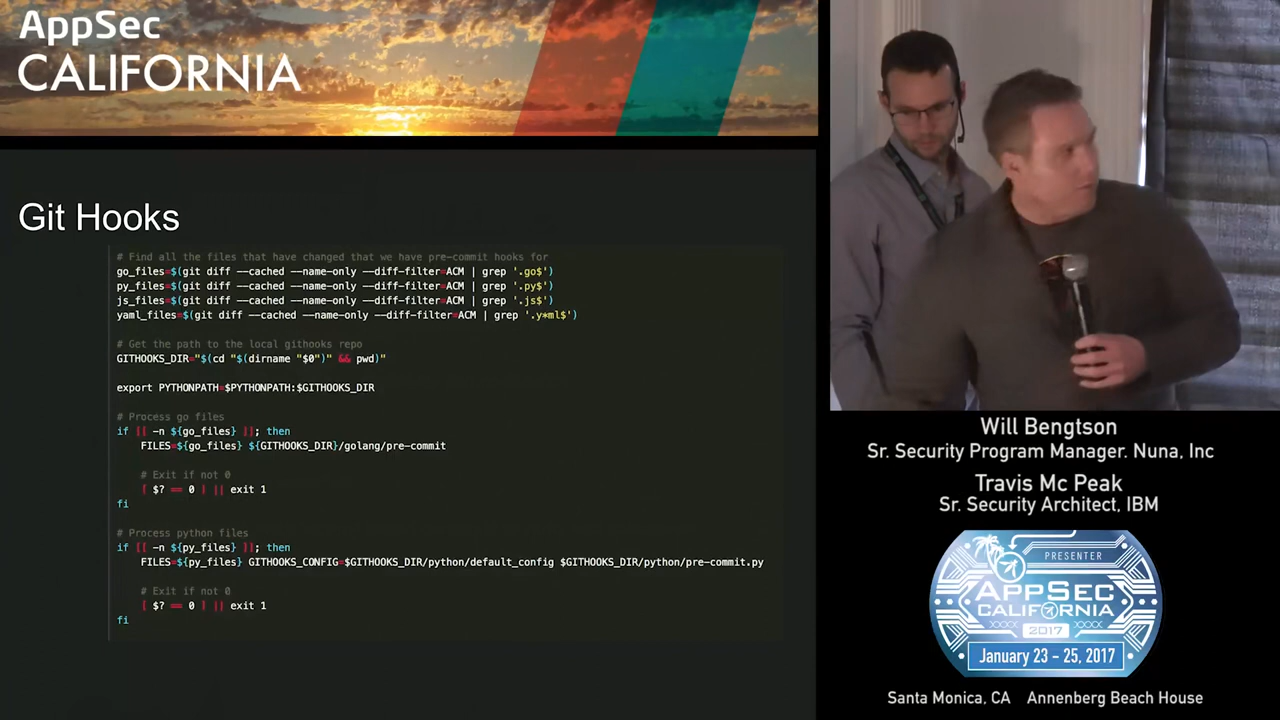 AppSec
CALIFORNIA
Git Hooks
# Find all the files that have changed that we have pre-commit hooks for
go_files=$(git diff --cached --name-only --diff-filter=ACM | grep '.go$')
py_files=$(git diff --cached --name-only --diff-filter=ACM | grep '.py$')
js_files=$(git diff --cached --name-only --diff-filter=ACM | grep '.js$')
yaml_files=$(git diff --cached --name-only --diff-filter=ACM | grep '.y*ml$')
# Get the path to the local githooks repo
GITHOOKS_DIR="$(cd "$(dirname "$0")" && pwd)"
export PYTHONPATH=$PYTHONPATH:$GITHOOKS_DIR
# Process go files
if [[ -n ${go_files} ]]; then
FILES=${go_files} ${GITHOOKS_DIR}/golang/pre-commit
# Exit if not 0
[ $? == 0 ] || exit 1
fi
# Process python files
if [[ -n ${py_files} ]]; then
FILES=${py_files} GITHOOKS_CONFIG=$GITHOOKS_DIR/python/default_config $GITHOOKS_DIR/python/pre-commit.py
# Exit if not 0
[ $? == 0 ] || exit 1
fi
Will Bengtson
Sr. Security Program Manager. Nuna, Inc
Travis Mc Peak
Sr. Security Architect, IBM
PRESENTER
APPSEC
CALIFORNIA
2017
January 23 - 25, 2017
Santa Monica, CA Annenberg Beach House